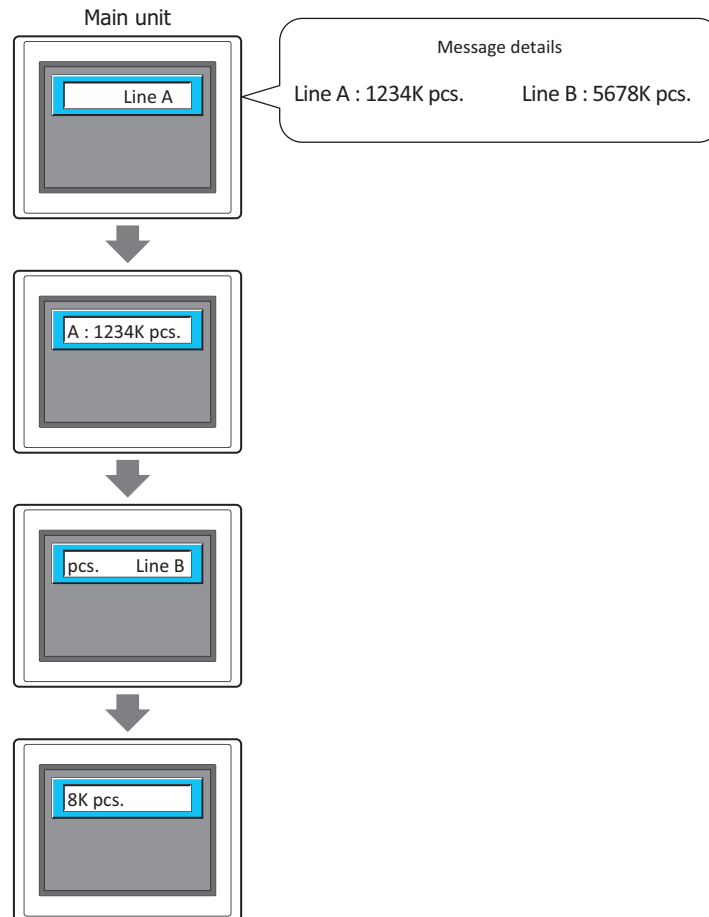 Main unit
Line A
Message details
Line A : 1234K pcs. Line B : 5678K pcs.
A : 1234K pcs.
pcs. Line B
8K pcs.